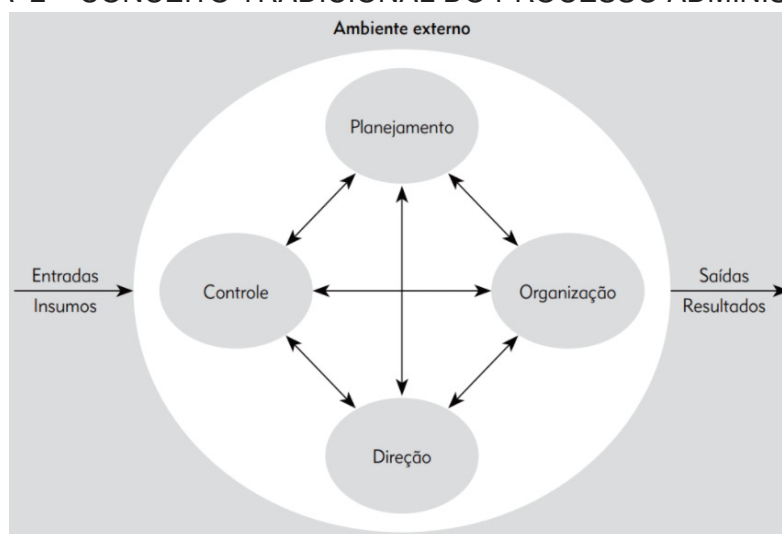 CONCEITO TRADICIONAL DO PROCESSO
Ambiente externo
Planejamento
Entradas
Insumos
Controle
Organização
Saídas
Resultados
Direção